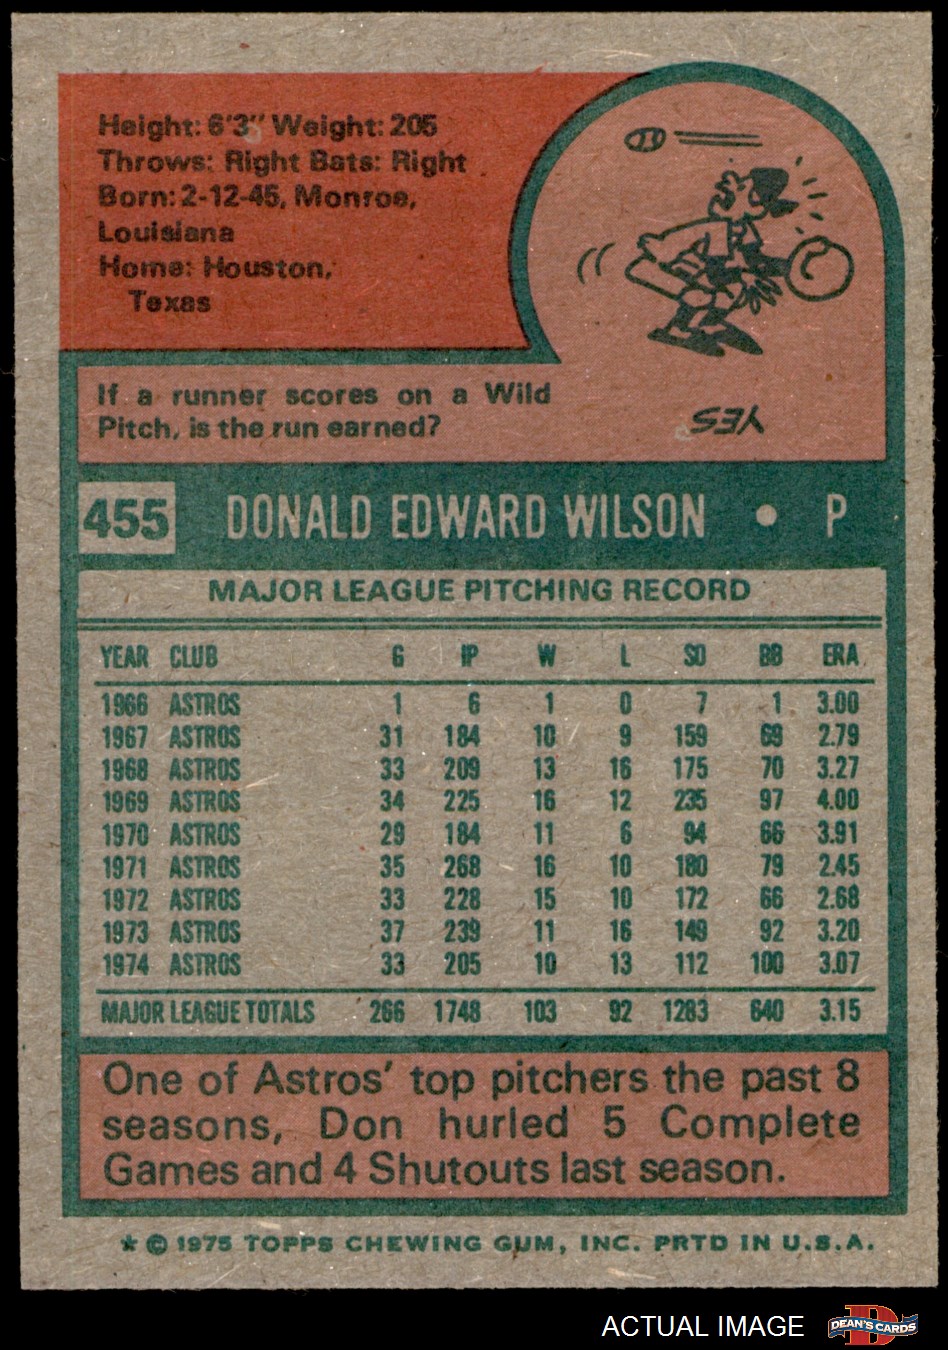 Height: 6'3" Weight: 205
Throws: Right Bats: Right
Born: 2-12-45, Monroe,
Louisiana
Home: Houston,
Texas
If a runner scores on a Wild
Pitch, is the run earned?
YES
455 DONALD EDWARD WILSON • P
MAJOR LEAGUE PITCHING RECORD
YEAR CLUB G IP W L SO BB ERA
1966 ASTROS 1 6 1 0 7 1 3.00
1967 ASTROS 31 184 10 9 159 69 2.79
1968 ASTROS 33 209 13 16 175 70 3.27
1969 ASTROS 34 225 16 12 235 97 4.00
1970 ASTROS 29 184 11 6 94 66 3.91
1971 ASTROS 35 268 16 10 180 79 2.45
1972 ASTROS 33 228 15 10 172 66 2.68
1973 ASTROS 37 239 11 16 149 92 3.20
1974 ASTROS 33 205 10 13 112 100 3.07
MAJOR LEAGUE TOTALS 266 1748 103 92 1283 640 3.15
One of Astros' top pitchers the past 8
seasons, Don hurled 5 Complete
Games and 4 Shutouts last season.
* © 1975 TOPPS CHEWING GUM, INC. PRTD IN U.S.A.
ACTUAL IMAGE DEAN'S CARDS